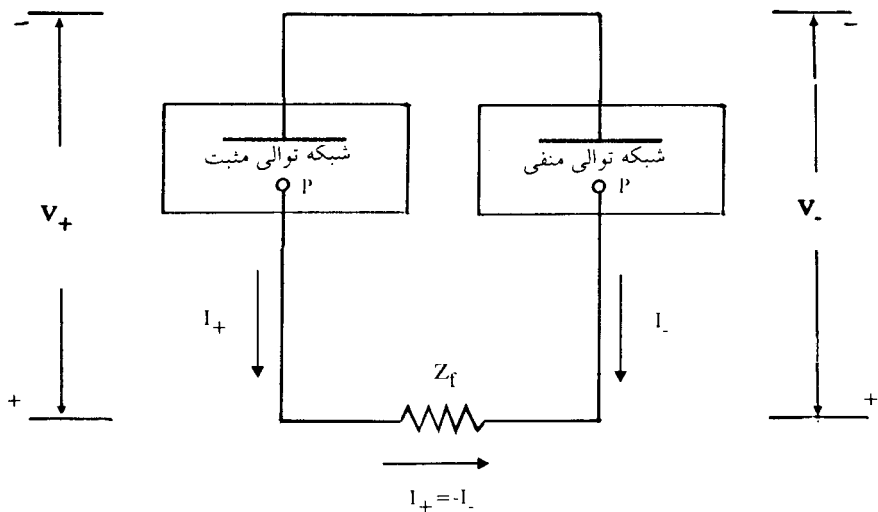 - -
شبکه توالی مثبت شبکه توالی منفی
P P
V+ V-
I+ I-
Zf
+ +
I+ = -I-